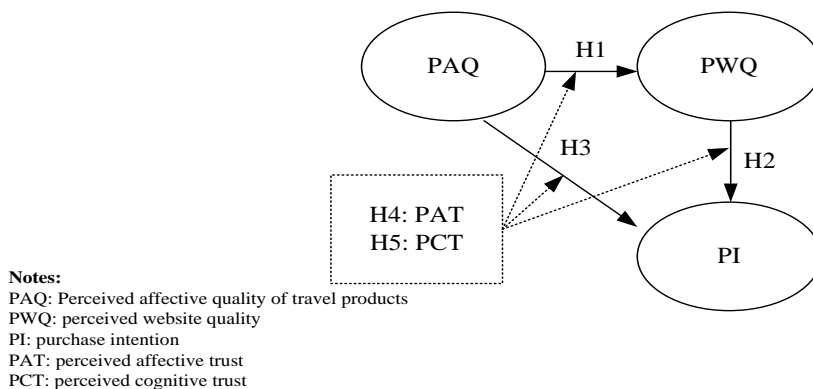 PAQ
H1
PWQ
H3
H2
H4: PAT
H5: PCT
PI
Notes:
PAQ: Perceived affective quality of travel products
PWQ: perceived website quality
PI: purchase intention
PAT: perceived affective trust
PCT: perceived cognitive trust